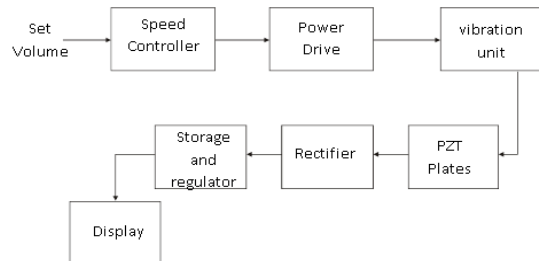 Set
Volume
Speed
Controller
Power
Drive
vibration
unit
PZT
Plates
Rectifier
Storage
and
regulator
Display